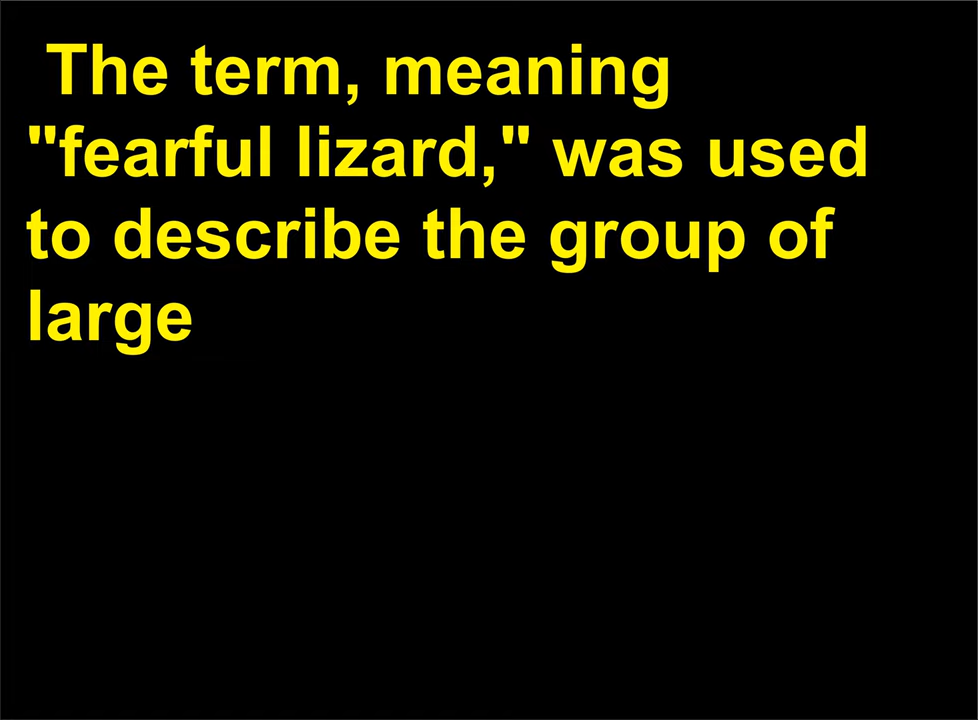 The term, meaning
"fearful lizard," was used
to describe the group of
large